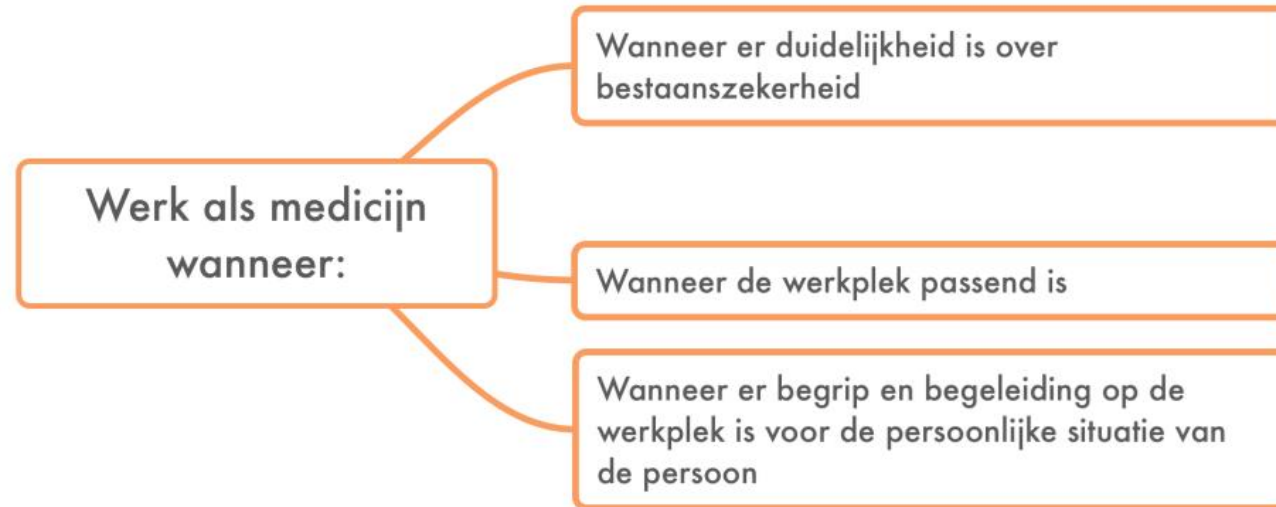 Werk als medicijn
wanneer:
Wanneer er duidelijkheid is over
bestaanszekerheid
Wanneer de werkplek passend is
Wanneer er begrip en begeleiding op de
werkplek is voor de persoonlijke situatie van
de persoon